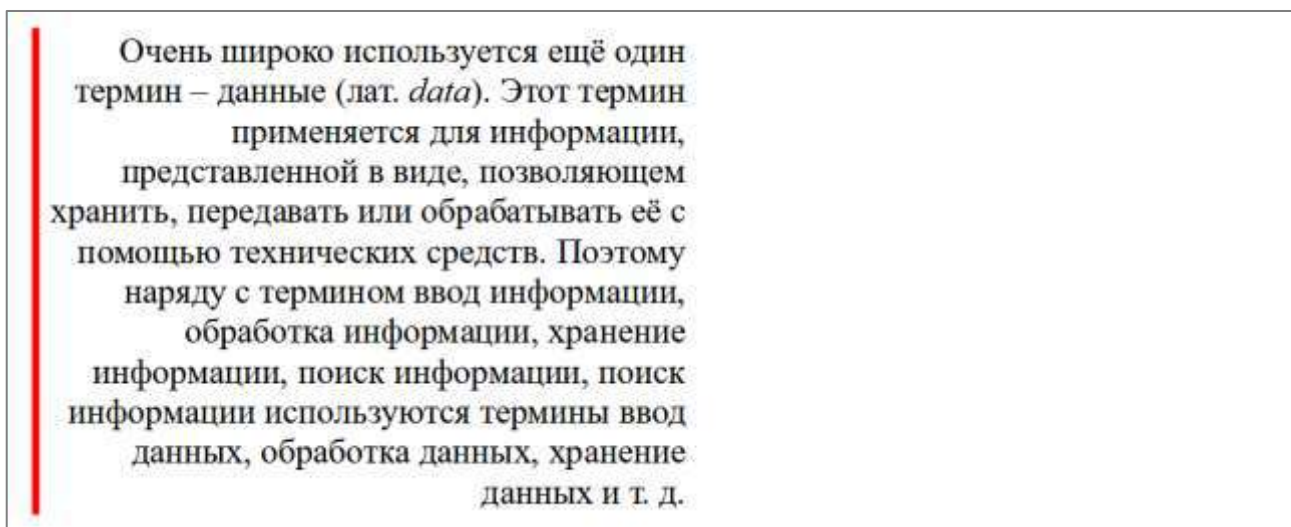 Очень широко используется ещё один
термин – данные (лат. data). Этот термин
применяется для информации,
представленной в виде, позволяющем
хранить, передавать или обрабатывать её с
помощью технических средств. Поэтому
наряду с термином ввод информации,
обработка информации, хранение
информации, поиск информации, поиск
информации используются термины ввод
данных, обработка данных, хранение
данных и т. д.